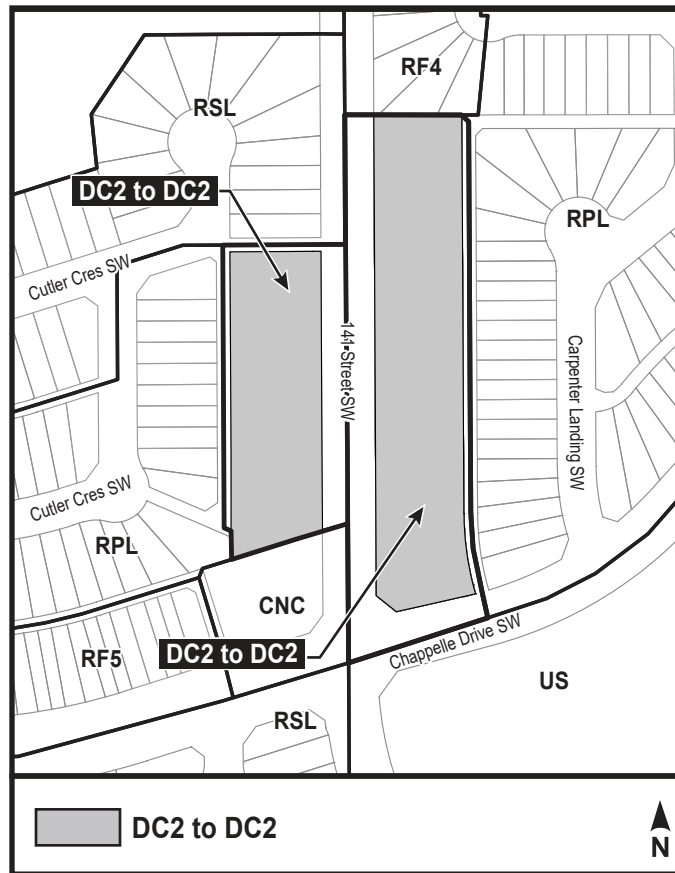 RF4
RSL
DC2 to DC2
RPL
Cutler Cres SW
141 Street SW
Carpenter Landing SW
Cutler Cres SW
RPL
CNC
RF5
DC2 to DC2
Chappelle Drive SW
US
RSL
DC2 to DC2
N